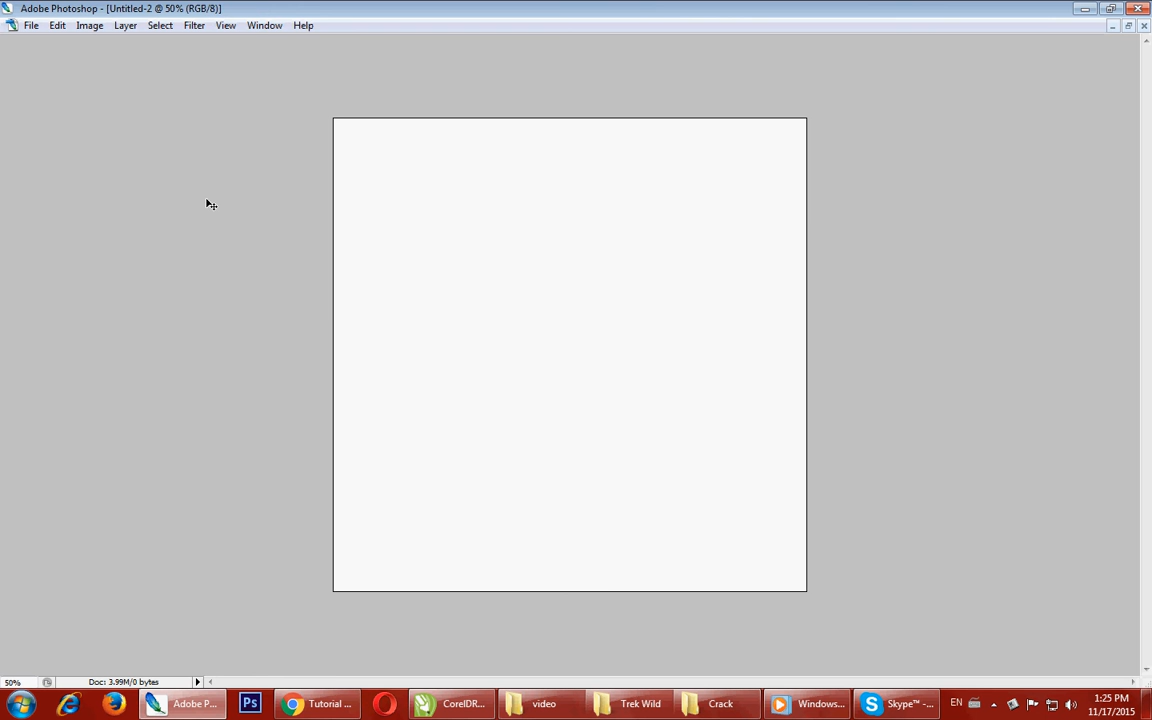 Adobe Photoshop - [Untitled-2 @ 50% (RGB/8)]
File Edit Image Layer Select Filter View Window Help
50% Doc: 3.99M/0 bytes
Adobe P... Ps Tutorial ... CorelDR... video Trek Wild Crack Windows... Skype™ -... EN 1:25 PM
11/17/2015